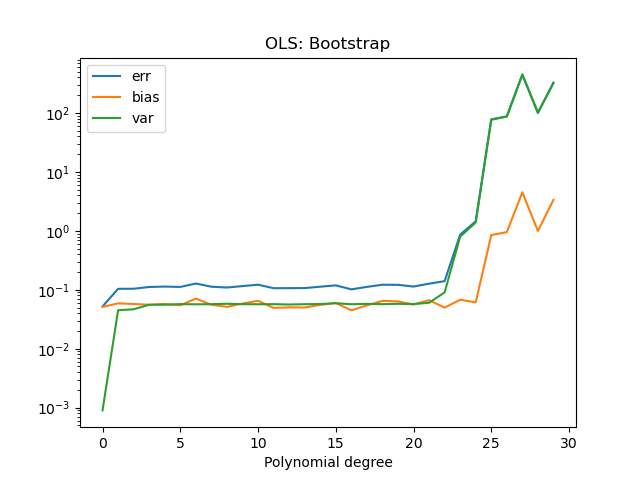 OLS: Bootstrap
err
bias
var
10²
10¹
10⁰
10⁻¹
10⁻²
10⁻³
0 5 10 15 20 25 30
Polynomial degree